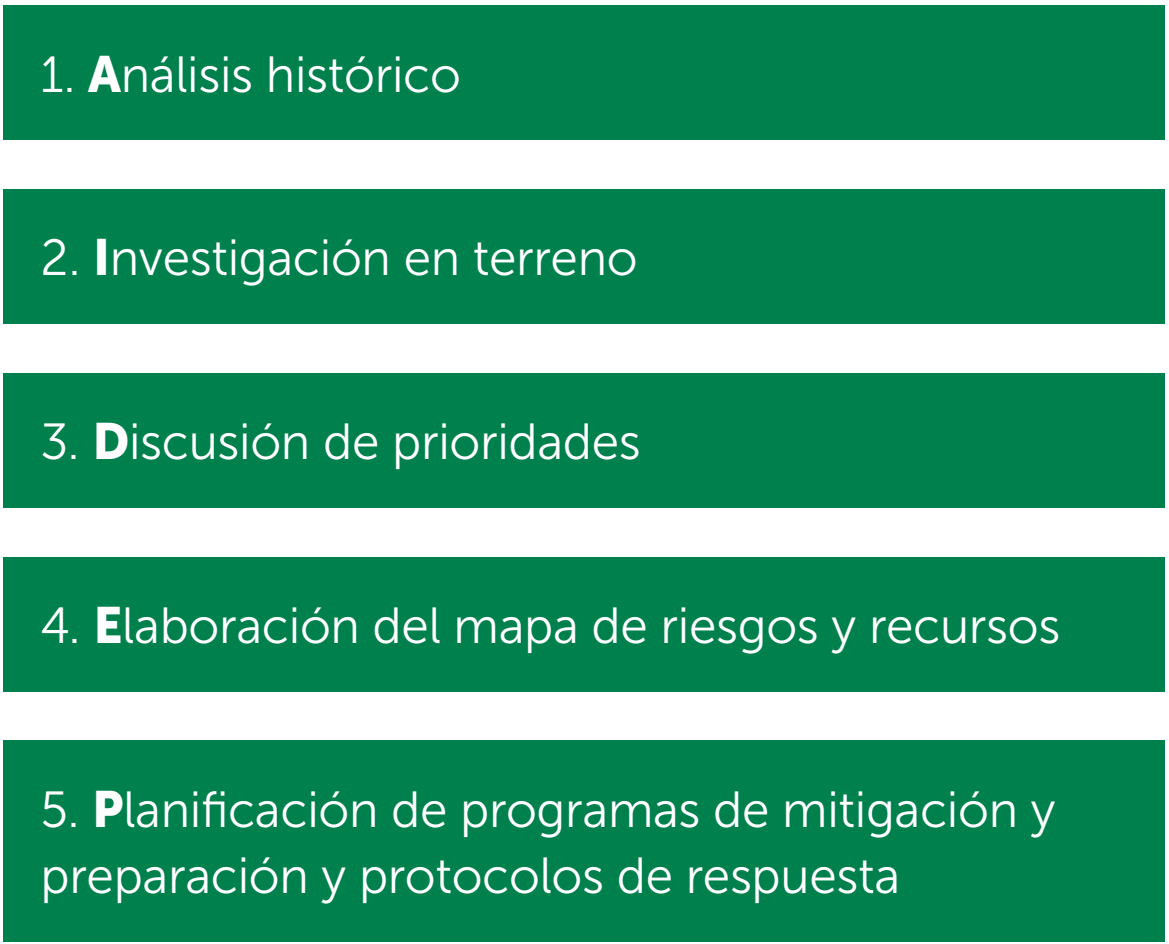 1. Análisis histórico
2. Investigación en terreno
3. Discusión de prioridades
4. Elaboración del mapa de riesgos y recursos
5. Planificación de programas de mitigación y
preparación y protocolos de respuesta